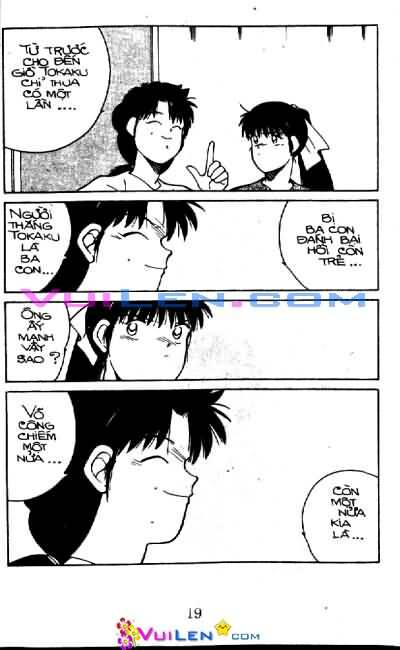 TỪ TRƯỚC
CHO ĐẾN
GIỜ TOKAKU
CHỈ THUA
CÓ MỘT
LẦN ....
NGƯỜI
THẮNG
TOKAKU
LÀ
BA
CON...
BỊ
BA CON
ĐÁNH BẠI
HỒI CÒN
TRẺ ...
VUILEN.COM
ÔNG
ẤY
MẠNH
VẬY
SAO ?
VÕ
CÔNG
CHIẾM
MỘT
NỬA ...
CÒN
MỘT
NỬA
KIA
LÀ ...
19
VUILEN.COM